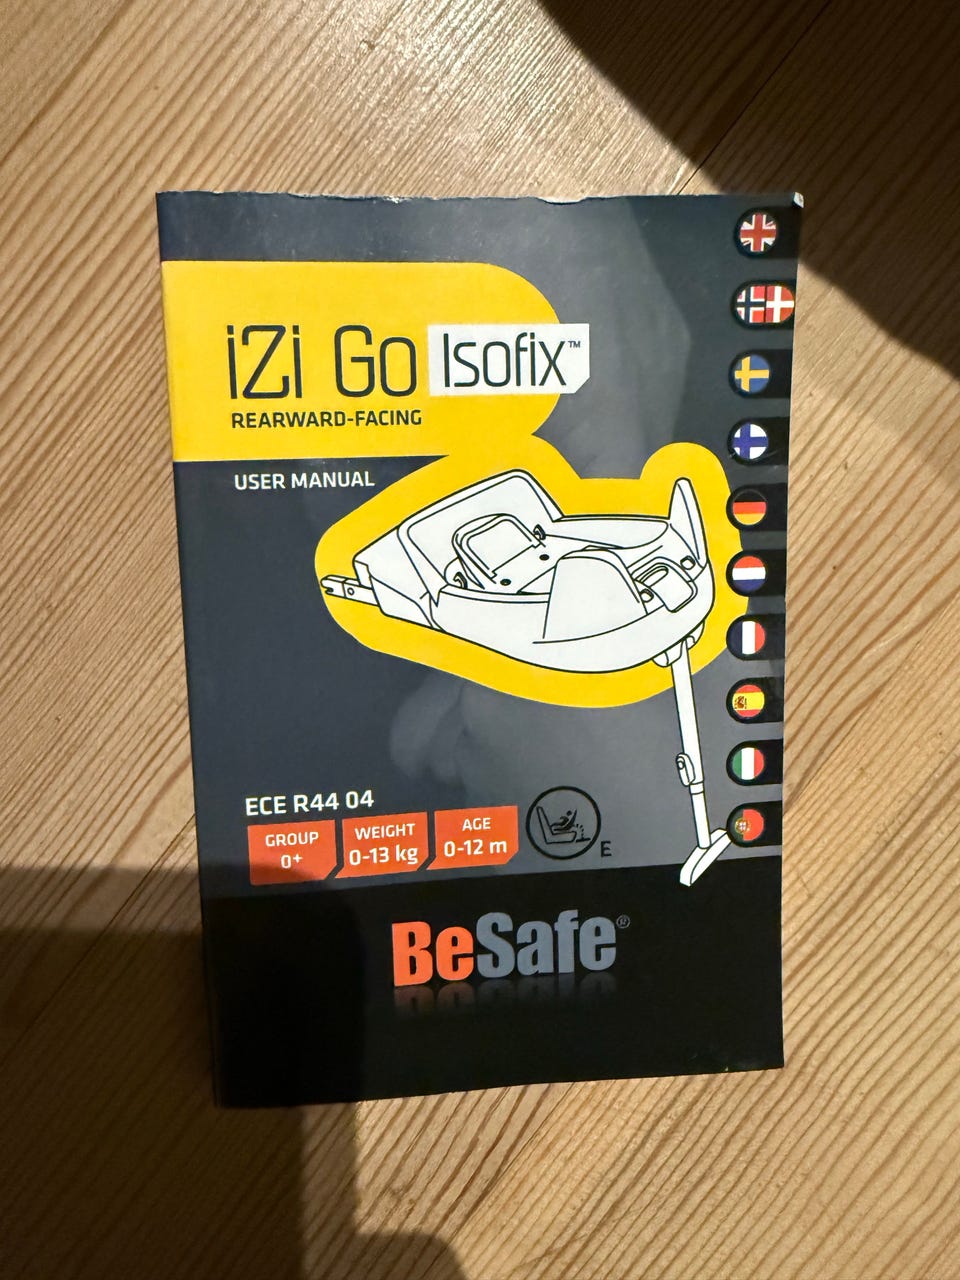 iZi Go Isofix™
REARWARD-FACING
USER MANUAL
ECE R44 04
GROUP
0+
WEIGHT
0-13 kg
AGE
0-12 m
E
BeSafe®